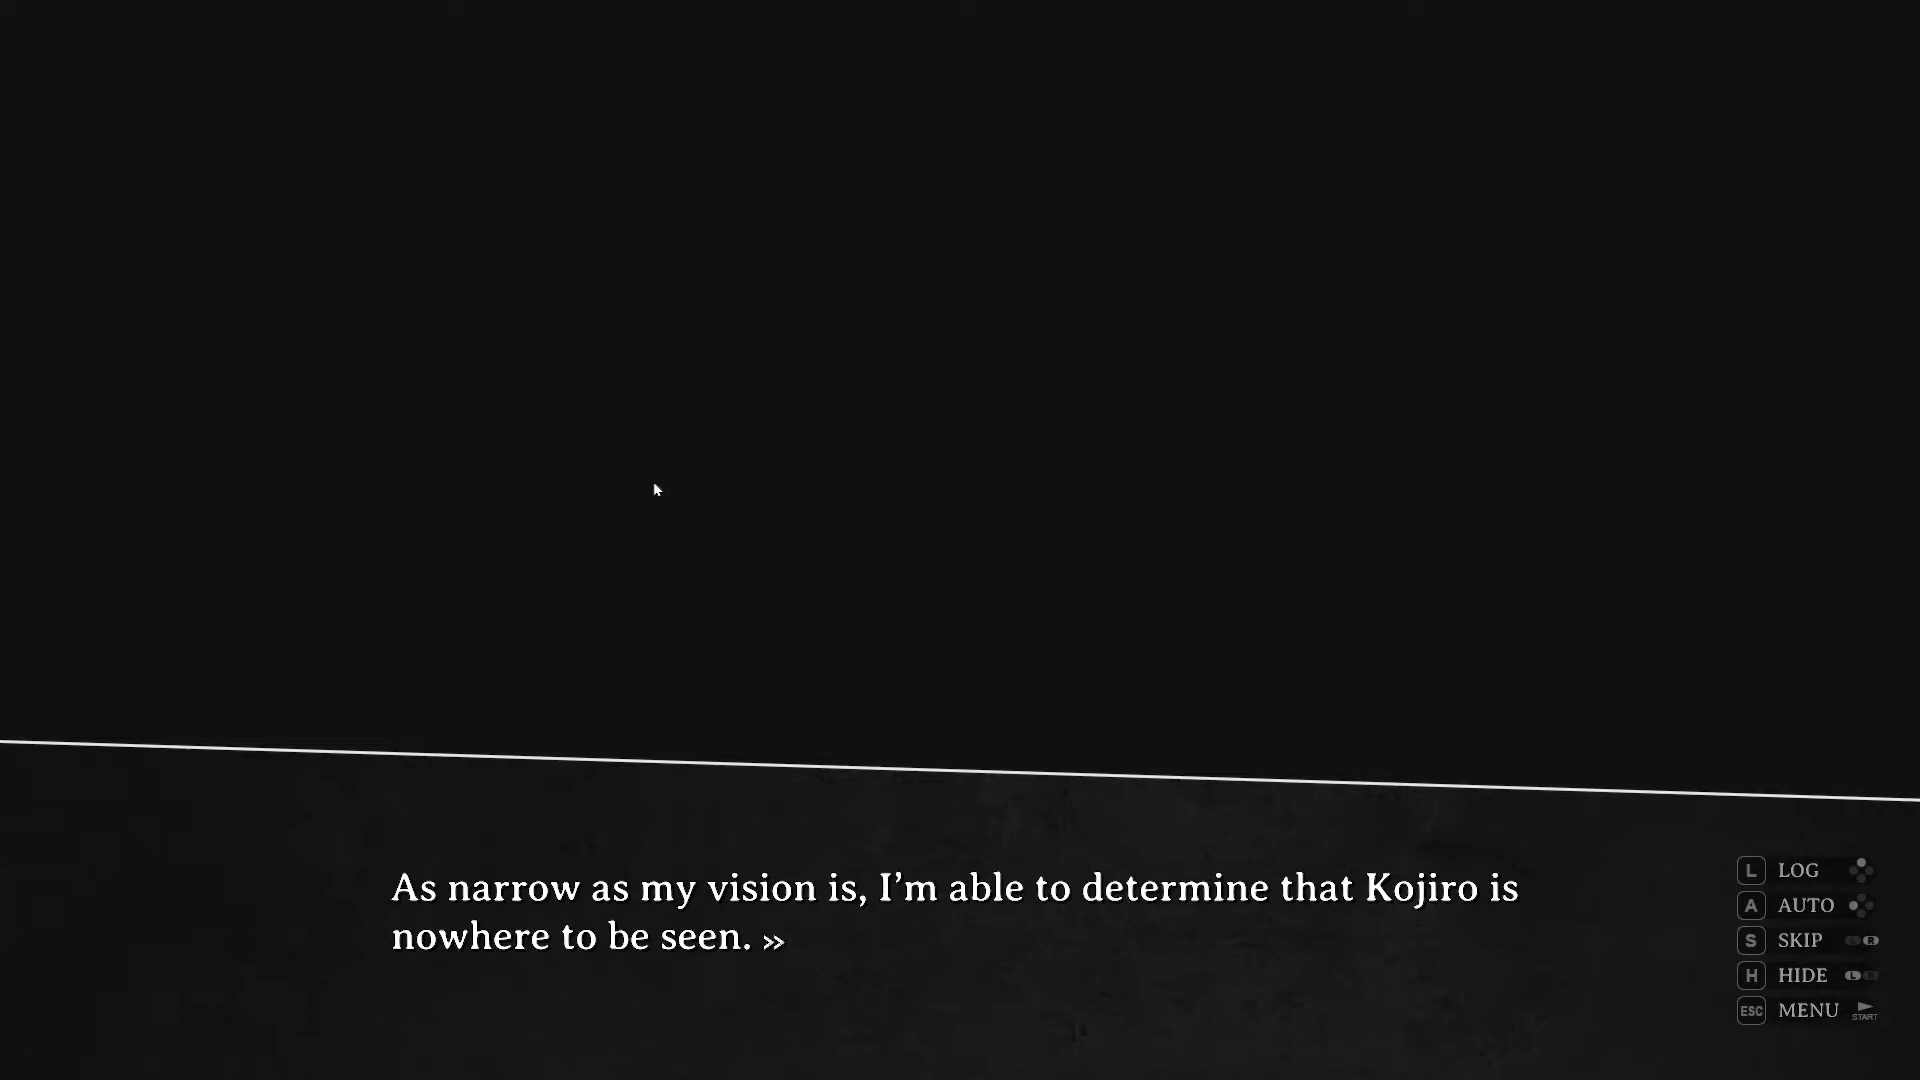 As narrow as my vision is, I’m able to determine that Kojiro is
nowhere to be seen. »
L LOG
A AUTO
S SKIP R
H HIDE L
ESC MENU START